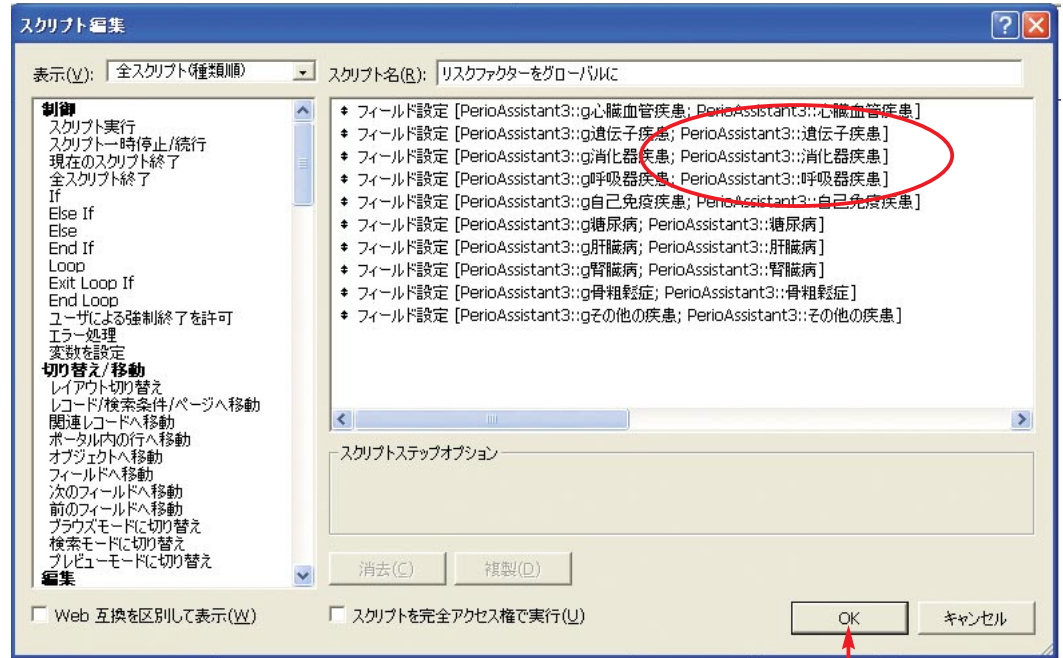 スクリプト編集
表示(V): 全スクリプト(種類順)
スクリプト名(R): リスクファクターをグローバルに
制御
スクリプト実行
スクリプト一時停止/続行
現在のスクリプト終了
全スクリプト終了
If
Else If
Else
End If
Loop
Exit Loop If
End Loop
ユーザによる強制終了を許可
エラー処理
変数を設定
切り替え/移動
レイアウト切り替え
レコード/検索条件/ページへ移動
関連レコードへ移動
ポータル内の行へ移動
オブジェクトへ移動
フィールドへ移動
次のフィールドへ移動
前のフィールドへ移動
ブラウズモードに切り替え
検索モードに切り替え
プレビューモードに切り替え
編集
フィールド設定 [PerioAssistant3::g心臓血管疾患; PerioAssistant3::心臓血管疾患]
フィールド設定 [PerioAssistant3::g遺伝子疾患; PerioAssistant3::遺伝子疾患]
フィールド設定 [PerioAssistant3::g消化器疾患; PerioAssistant3::消化器疾患]
フィールド設定 [PerioAssistant3::g呼吸器疾患; PerioAssistant3::呼吸器疾患]
フィールド設定 [PerioAssistant3::g自己免疫疾患; PerioAssistant3::自己免疫疾患]
フィールド設定 [PerioAssistant3::g糖尿病; PerioAssistant3::糖尿病]
フィールド設定 [PerioAssistant3::g肝臓病; PerioAssistant3::肝臓病]
フィールド設定 [PerioAssistant3::g腎臓病; PerioAssistant3::腎臓病]
フィールド設定 [PerioAssistant3::g骨粗鬆症; PerioAssistant3::骨粗鬆症]
フィールド設定 [PerioAssistant3::gその他の疾患; PerioAssistant3::その他の疾患]
スクリプトステップオプション
消去(C)
複製(D)
Web 互換を区別して表示(W)
スクリプトを完全アクセス権で実行(U)
OK
キャンセル